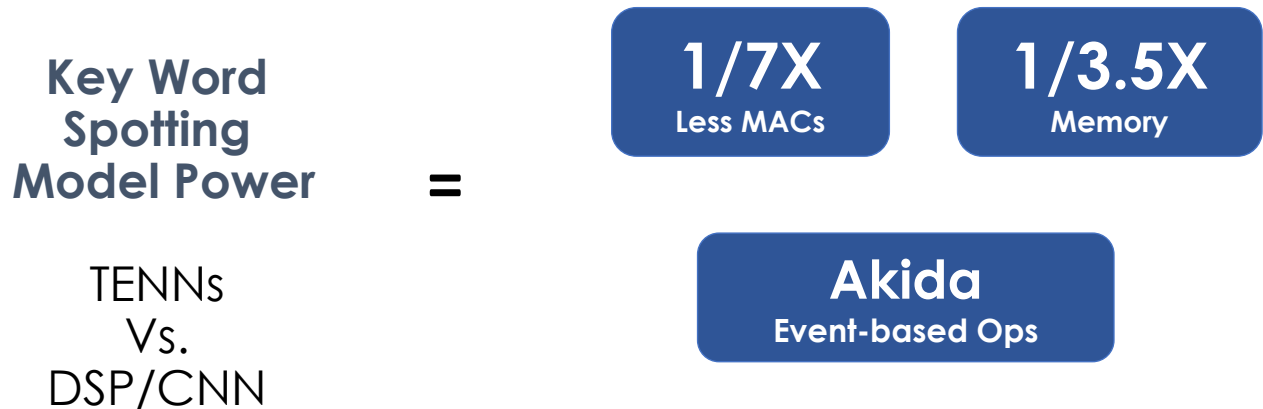 Key Word
Spotting
Model Power
TENNs
Vs.
DSP/CNN
=
1/7X
Less MACs
1/3.5X
Memory
Akida
Event-based Ops